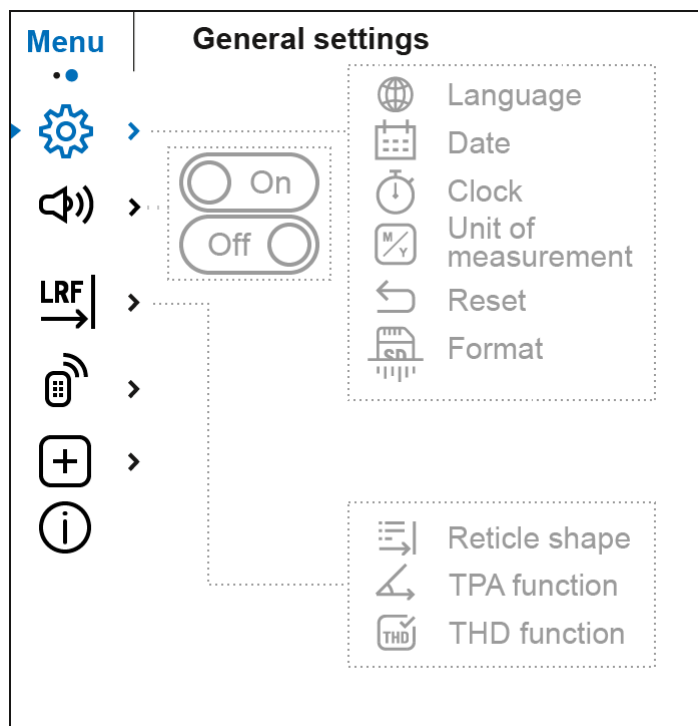 Menu
General settings
Language
Date
On
Clock
Off
M/Y
Unit of
measurement
LRF
Reset
SD
Format
Reticle shape
TPA function
THD
THD function